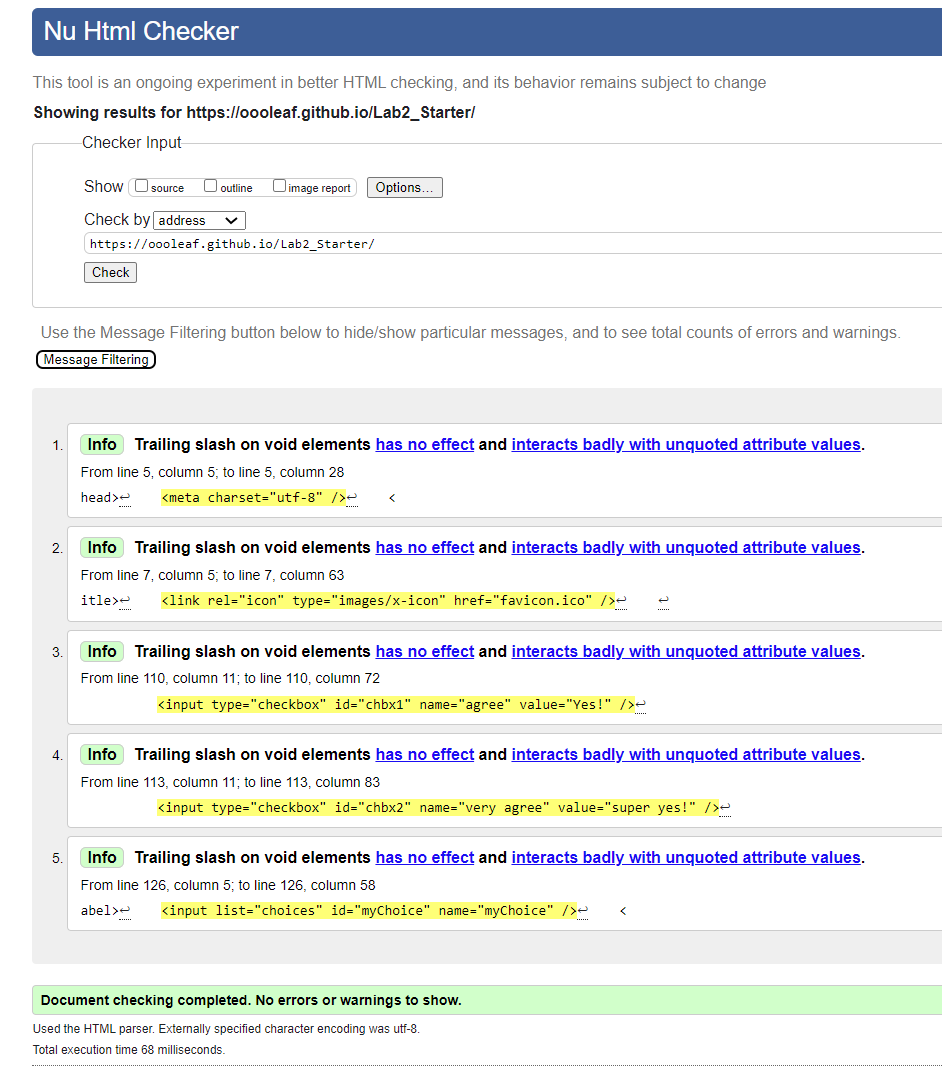 Nu Html Checker
This tool is an ongoing experiment in better HTML checking, and its behavior remains subject to change
Showing results for https://oooleaf.github.io/Lab2_Starter/
Checker Input
Show source outline image report Options...
Check by address
https://oooleaf.github.io/Lab2_Starter/
Check
Use the Message Filtering button below to hide/show particular messages, and to see total counts of errors and warnings.
Message Filtering
1. Info Trailing slash on void elements has no effect and interacts badly with unquoted attribute values.
From line 5, column 5; to line 5, column 28
head>↩ <meta charset="utf-8" />↩ <
2. Info Trailing slash on void elements has no effect and interacts badly with unquoted attribute values.
From line 7, column 5; to line 7, column 63
itle>↩ <link rel="icon" type="images/x-icon" href="favicon.ico" />↩ ↩
3. Info Trailing slash on void elements has no effect and interacts badly with unquoted attribute values.
From line 110, column 11; to line 110, column 72
<input type="checkbox" id="chbx1" name="agree" value="Yes!" />↩
4. Info Trailing slash on void elements has no effect and interacts badly with unquoted attribute values.
From line 113, column 11; to line 113, column 83
<input type="checkbox" id="chbx2" name="very agree" value="super yes!" />↩
5. Info Trailing slash on void elements has no effect and interacts badly with unquoted attribute values.
From line 126, column 5; to line 126, column 58
abel>↩ <input list="choices" id="myChoice" name="myChoice" />↩ <
Document checking completed. No errors or warnings to show.
Used the HTML parser. Externally specified character encoding was utf-8.
Total execution time 68 milliseconds.